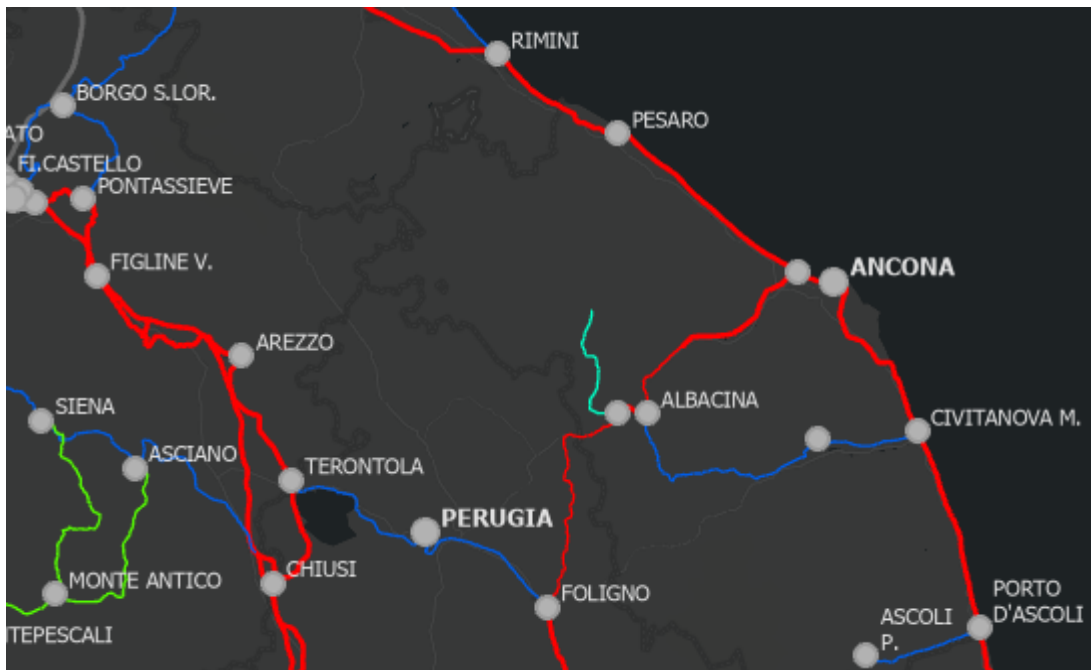 RIMINI
BORGO S.LOR.
PESARO
ATO
FI.CASTELLO
PONTASSIEVE
FIGLINE V.
ANCONA
AREZZO
SIENA
ALBACINA
CIVITANOVA M.
ASCIANO
TERONTOLA
PERUGIA
MONTE ANTICO
CHIUSI
FOLIGNO
NTEPESCALI
ASCOLI
P.
PORTO
D'ASCOLI